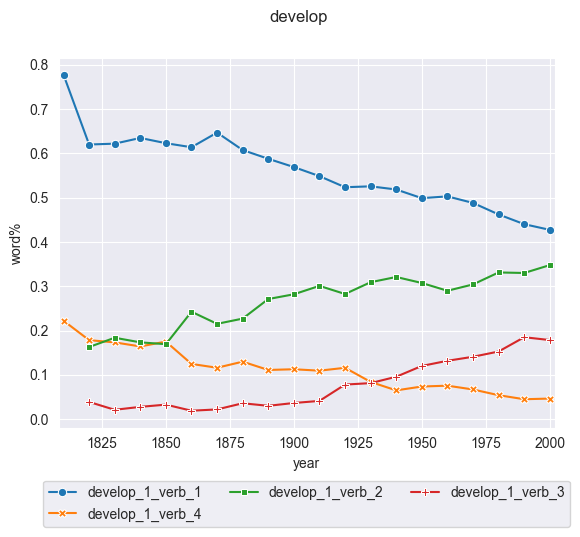 develop
0.8
0.7
0.6
0.5
0.4
0.3
0.2
0.1
0.0
word%
1825 1850 1875 1900 1925 1950 1975 2000
year
develop_1_verb_1 develop_1_verb_2 develop_1_verb_3
develop_1_verb_4